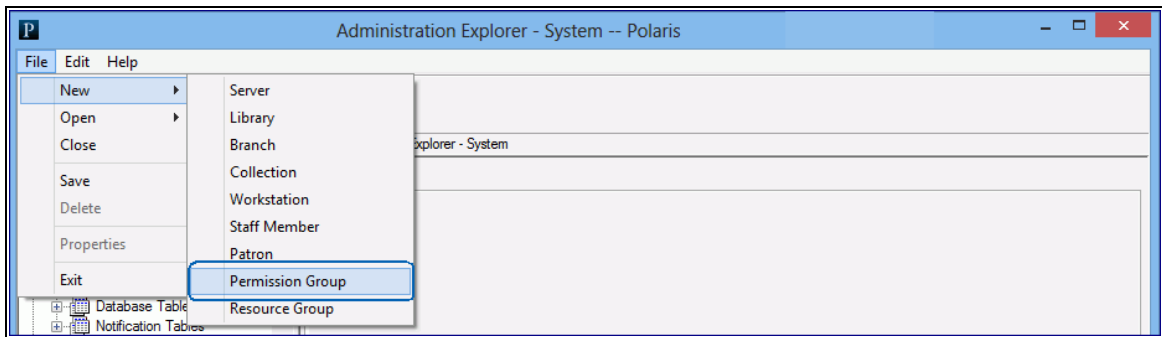 P Administration Explorer - System -- Polaris
File Edit Help
New Server
Open Library
Close Branch
xplorer - System
Collection
Save
Workstation
Delete
Staff Member
Properties
Patron
Exit Permission Group
Database Table
Resource Group
Notification Tables